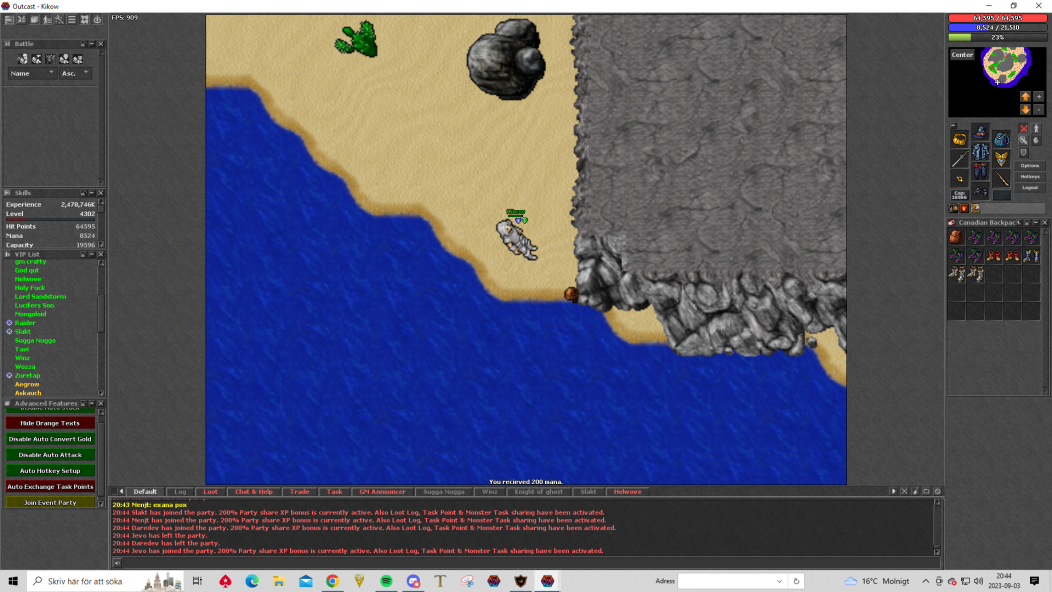 Outcast - Kikow
FPS: 909
64,595 / 64,595
8,524 / 21,510
23%
Battle
Name
Asc.
Center
Skills
Experience 2,478,746K
Level 4302
Hit Points 64595
Mana 8524
Capacity 19596
VIP List
gm crafty
God gut
Helwove
Holy Fuck
Lord Sandstorm
Lucifers Son
Mongoloid
Raider
Slakt
Sugga Nugga
Taxi
Winz
Wozza
Zoretap
Aegrow
Askauch
Kikow
Options
Hotkeys
Logout
Canadian Backpac
Advanced Features
Disable Auto Stack
Hide Orange Texts
Disable Auto Convert Gold
Disable Auto Attack
Auto Hotkey Setup
Auto Exchange Task Points
Join Event Party
You recieved 200 mana.
Default Log Loot Chat & Help Trade Task GM Announcer Sugga Nugga Winz Knight of ghost Slakt Helwove
20:43 Menjt: exana pox
20:44 Slakt has joined the party. 200% Party share XP bonus is currently active. Also Loot Log, Task Point & Monster Task sharing have been activated.
20:44 Menjt has joined the party. 200% Party share XP bonus is currently active. Also Loot Log, Task Point & Monster Task sharing have been activated.
20:44 Daredev has joined the party. 200% Party share XP bonus is currently active. Also Loot Log, Task Point & Monster Task sharing have been activated.
20:44 Jevo has left the party.
20:44 Daredev has left the party.
20:44 Jevo has joined the party. 200% Party share XP bonus is currently active. Also Loot Log, Task Point & Monster Task sharing have been activated.
Skriv här för att söka
Adress
16°C Molnigt
20:44
2023-09-03